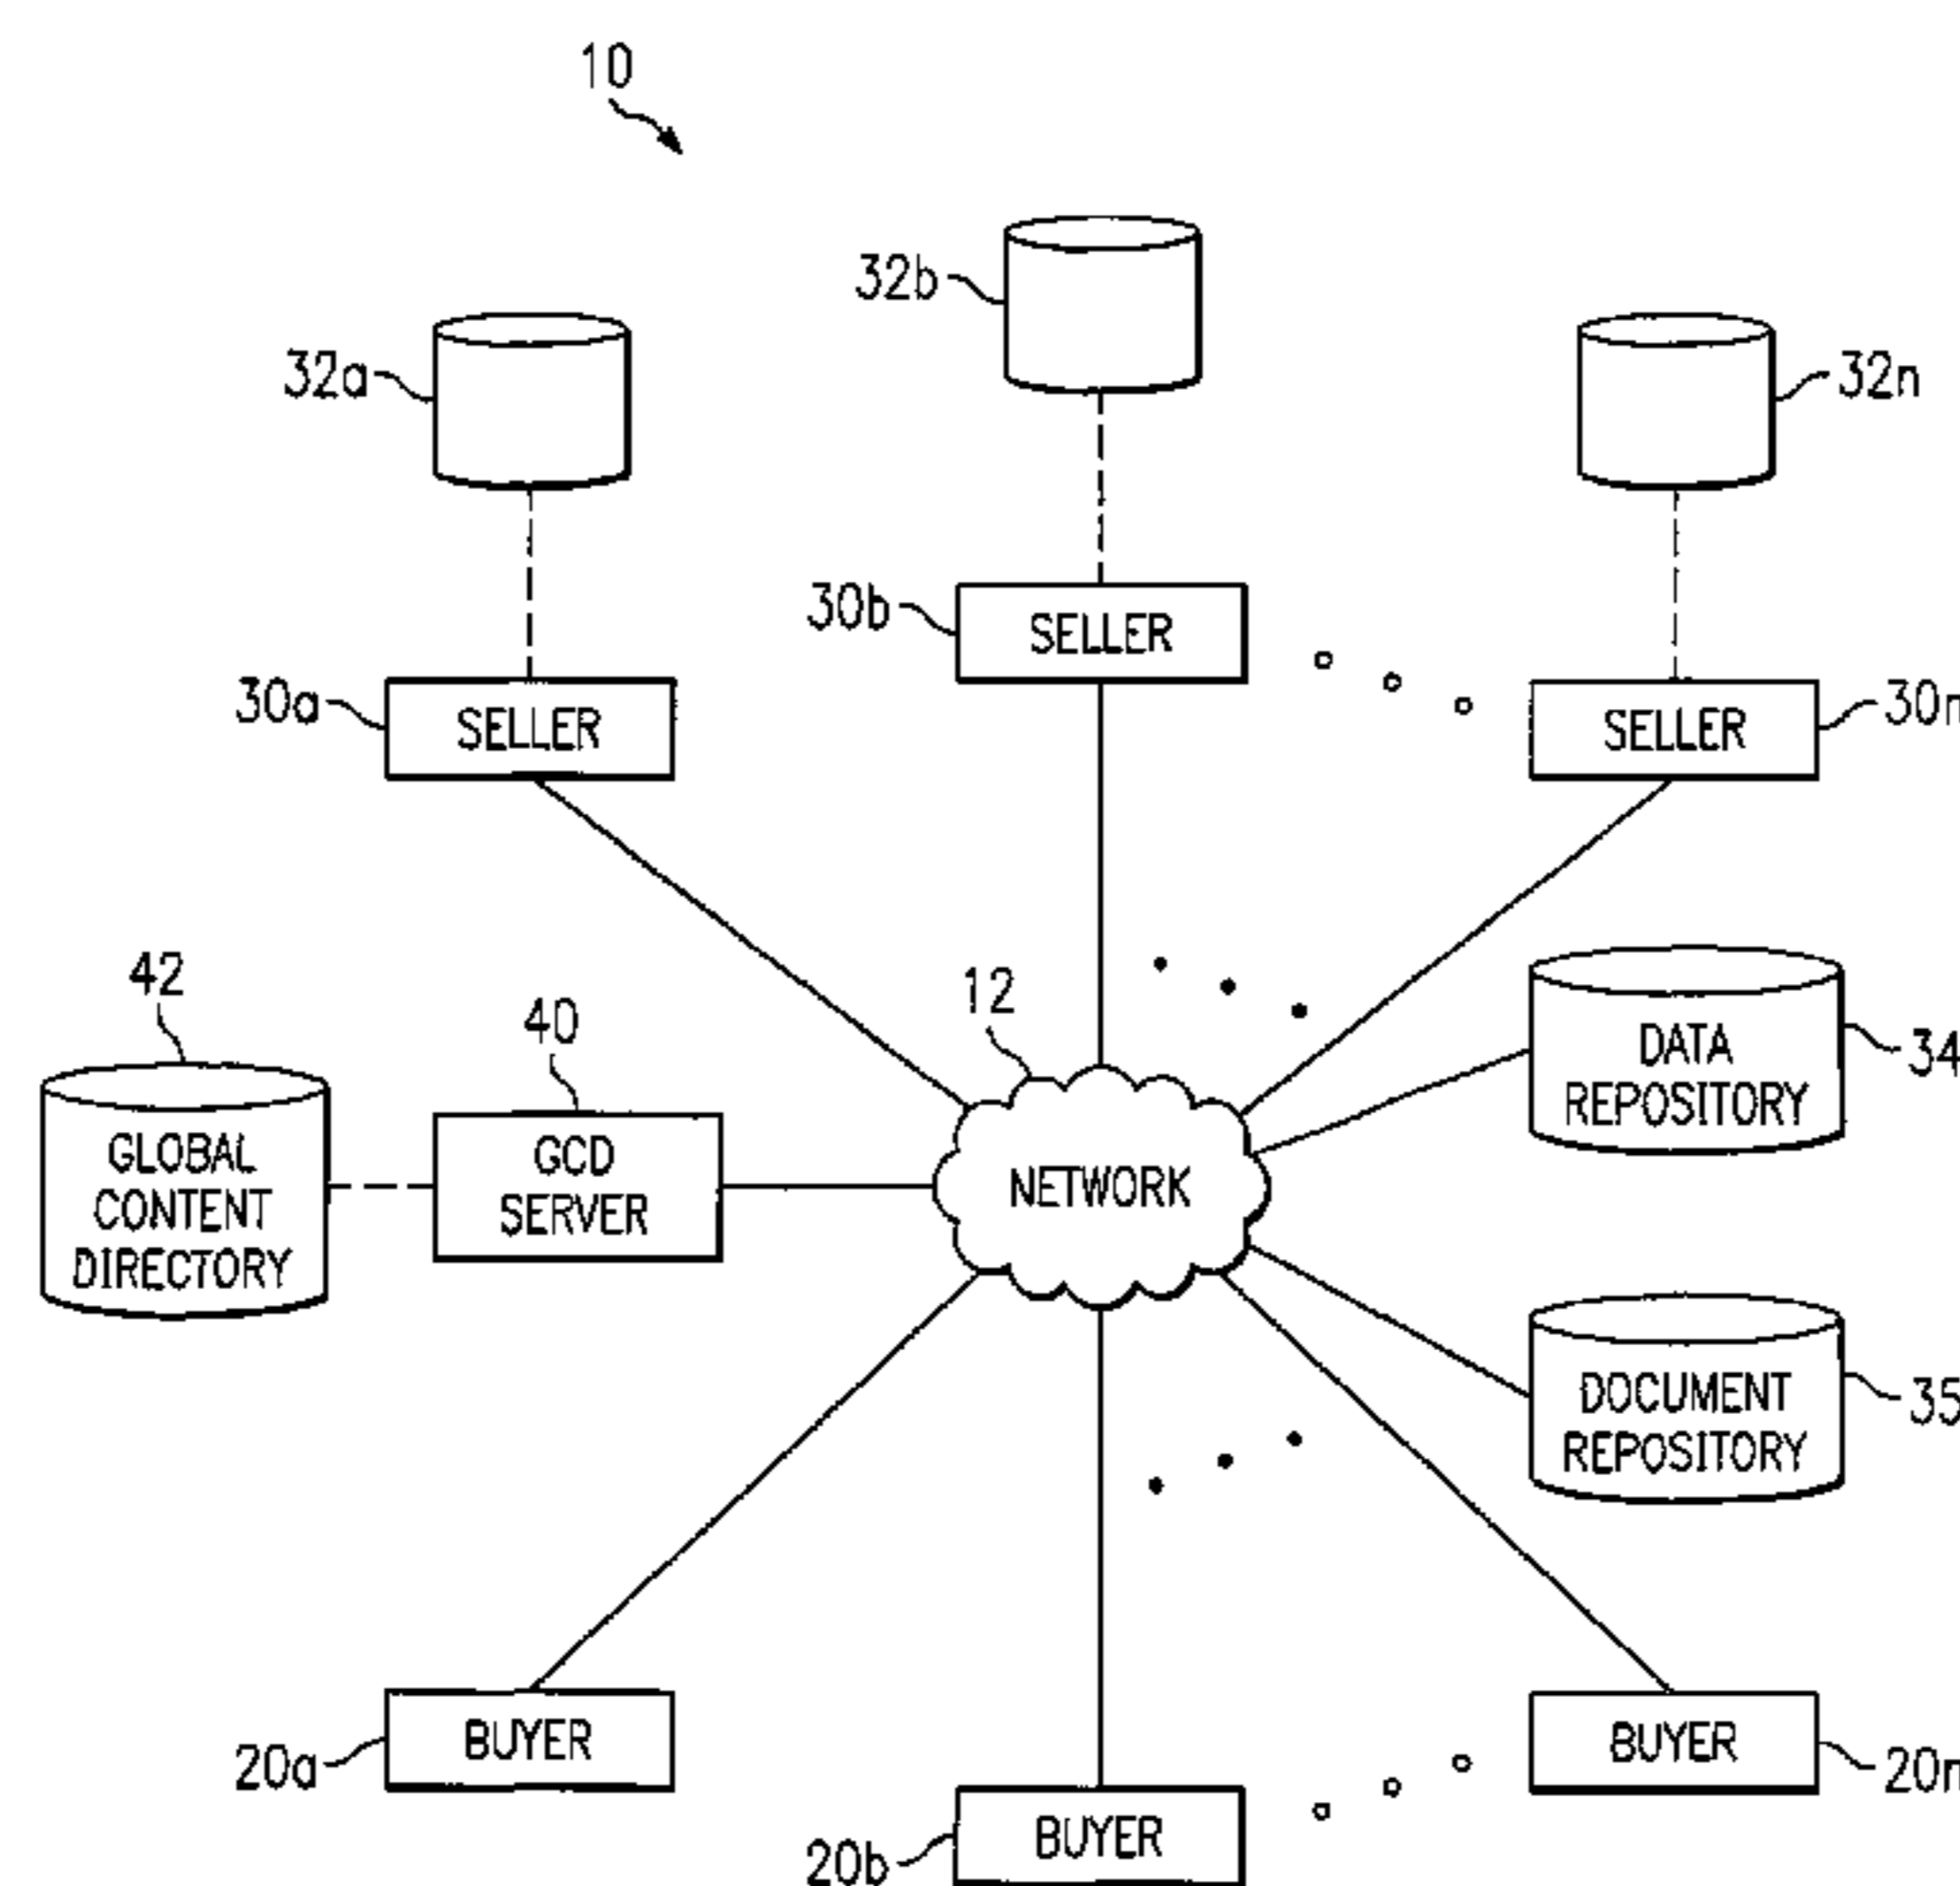 10
32b
32a
32n
30b
SELLER
30a
SELLER
SELLER
30n
42
40
12
GLOBAL
CONTENT
DIRECTORY
GCD
SERVER
NETWORK
DATA
REPOSITORY
34
DOCUMENT
REPOSITORY
35
BUYER
20a
BUYER
20b
BUYER
20n